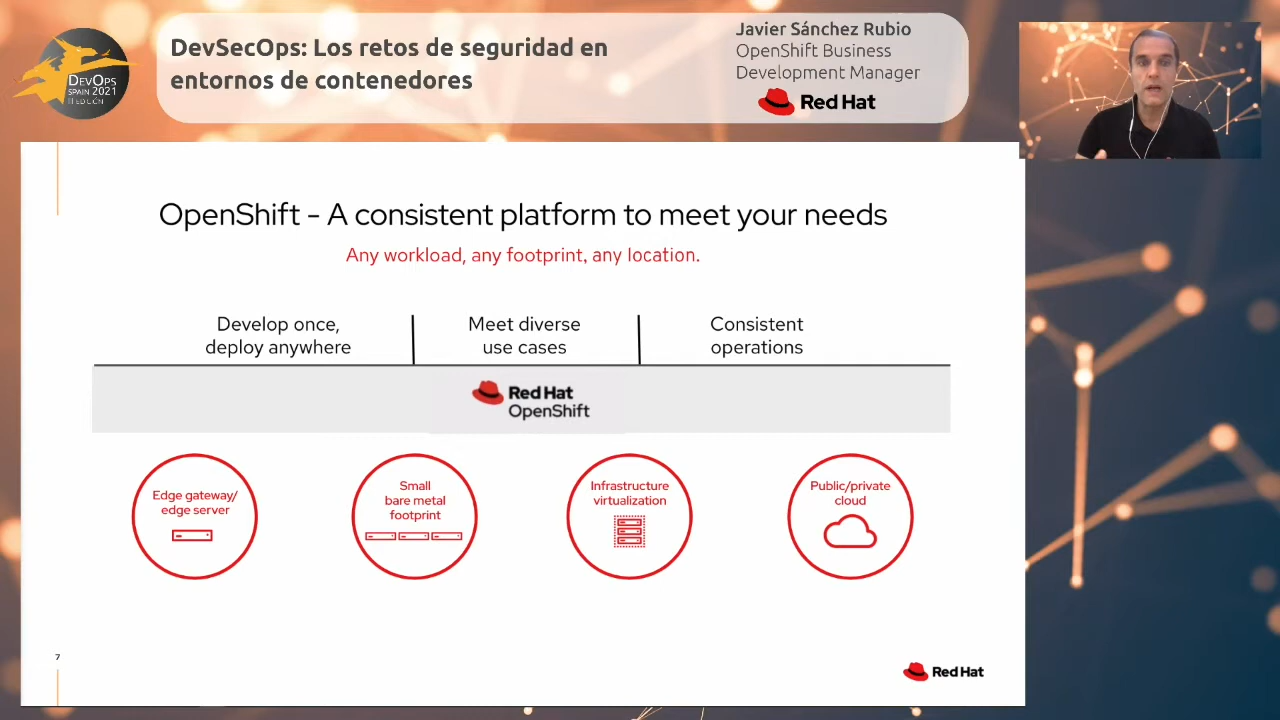 DevOps
SPAIN 2021
III EDICIÓN
DevSecOps: Los retos de seguridad en
entornos de contenedores
Javier Sánchez Rubio
OpenShift Business
Development Manager
Red Hat
OpenShift - A consistent platform to meet your needs
Any workload, any footprint, any location.
Develop once,
deploy anywhere
Meet diverse
use cases
Consistent
operations
Red Hat
OpenShift
Edge gateway/
edge server
Small
bare metal
footprint
Infrastructure
virtualization
Public/private
cloud
7
Red Hat